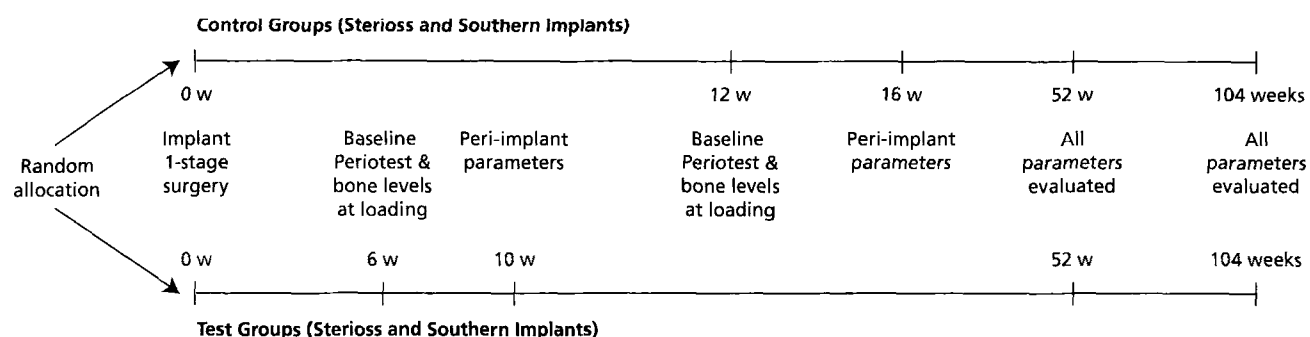 Control Groups (Sterioss and Southern Implants)
0 w 12 w 16 w 52 w 104 weeks
Random
allocation
Implant
1-stage
surgery
Baseline
Periotest &
bone levels
at loading
Peri-implant
parameters
Baseline
Periotest &
bone levels
at loading
Peri-implant
parameters
All
parameters
evaluated
All
parameters
evaluated
0 w 6 w 10 w 52 w 104 weeks
Test Groups (Sterioss and Southern Implants)